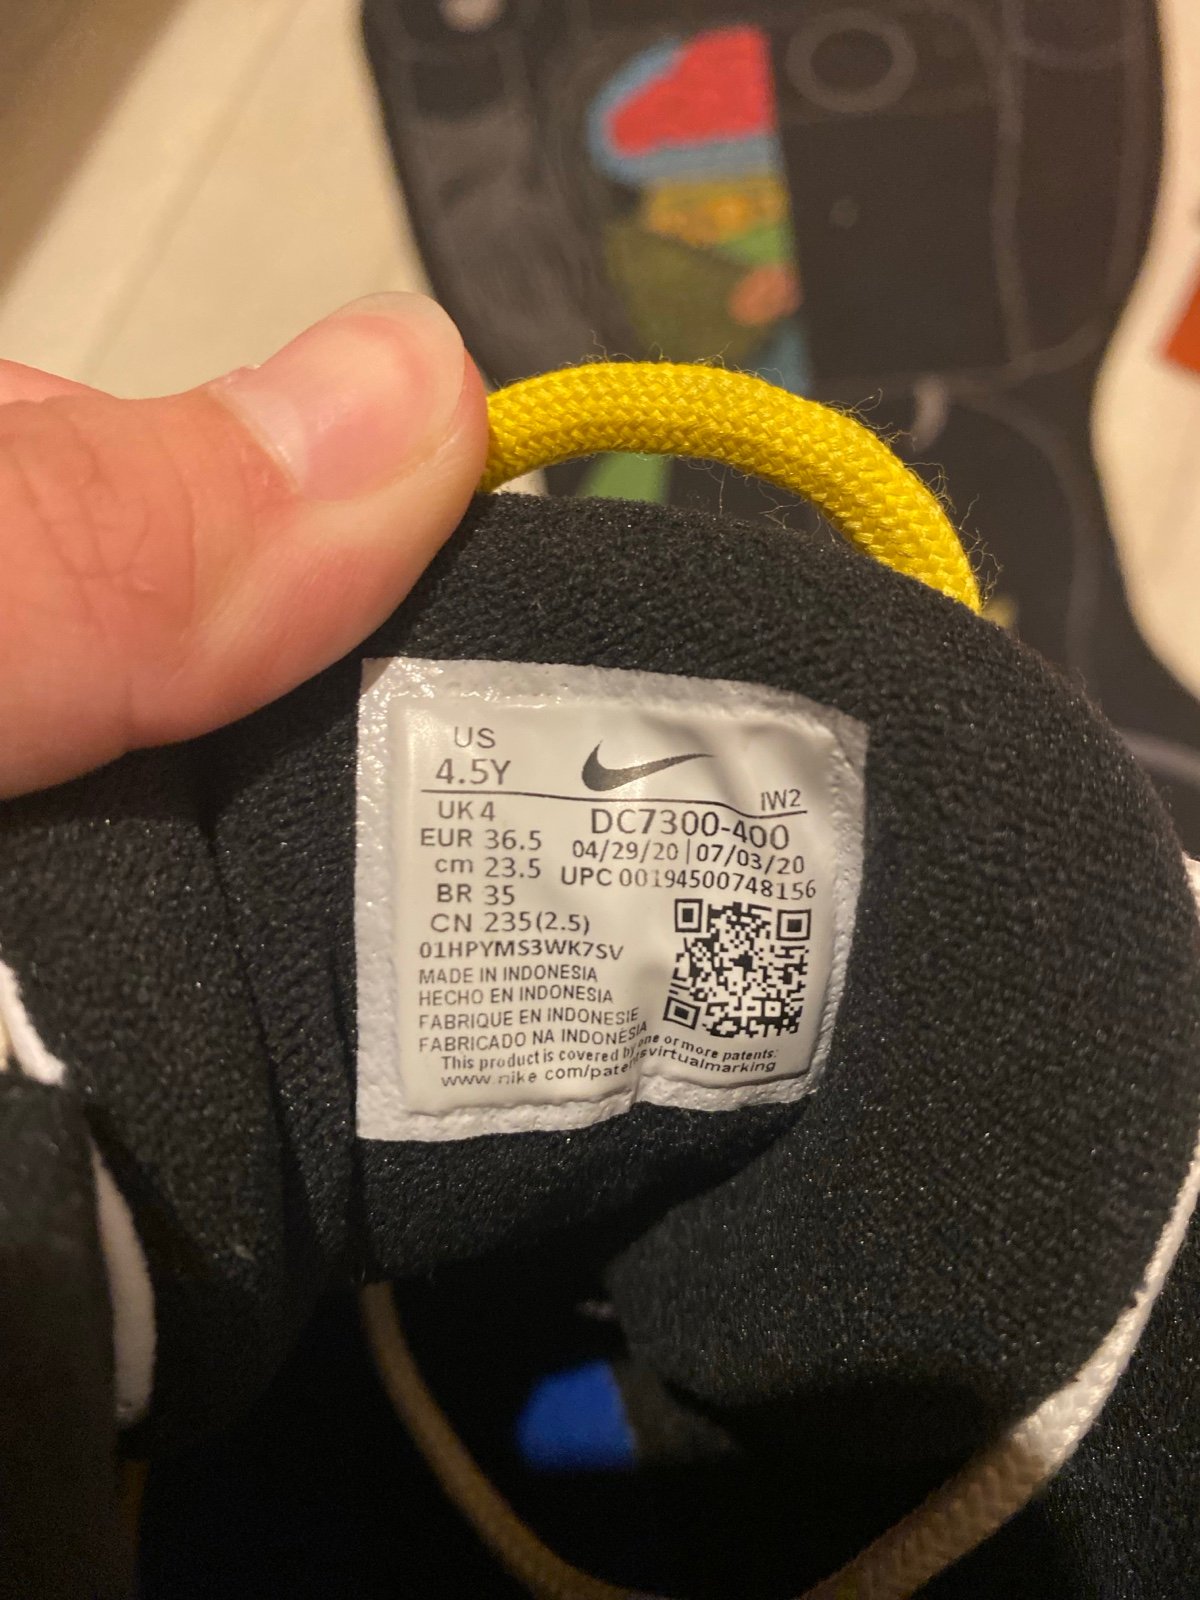 US
4.5Y
IW2
UK 4
EUR 36.5
cm 23.5
BR 35
CN 235(2.5)
DC7300-400
04/29/20|07/03/20
UPC 00194500748156
01HPYMS3WK7SV
MADE IN INDONESIA
HECHO EN INDONESIA
FABRIQUE EN INDONESIE
FABRICADO NA INDONÉSIA
This product is covered by one or more patents:
www.nike com/patentsvirtualmarking